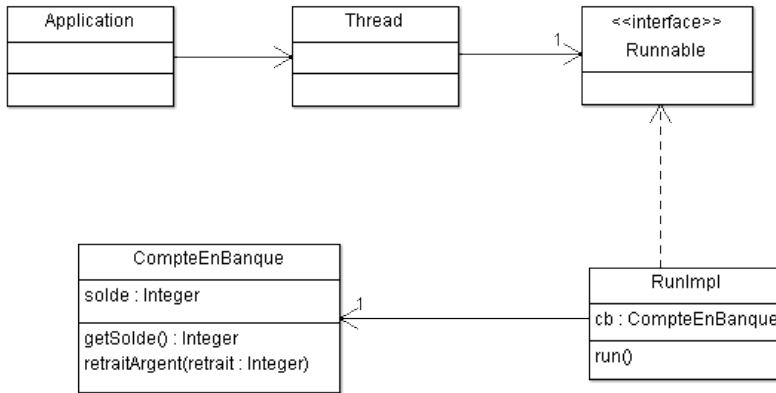 Application
Thread
<<interface>>
Runnable
1
CompteEnBanque
solde : Integer
getSolde() : Integer
retraitArgent(retrait : Integer)
1
RunImpl
cb : CompteEnBanque
run()